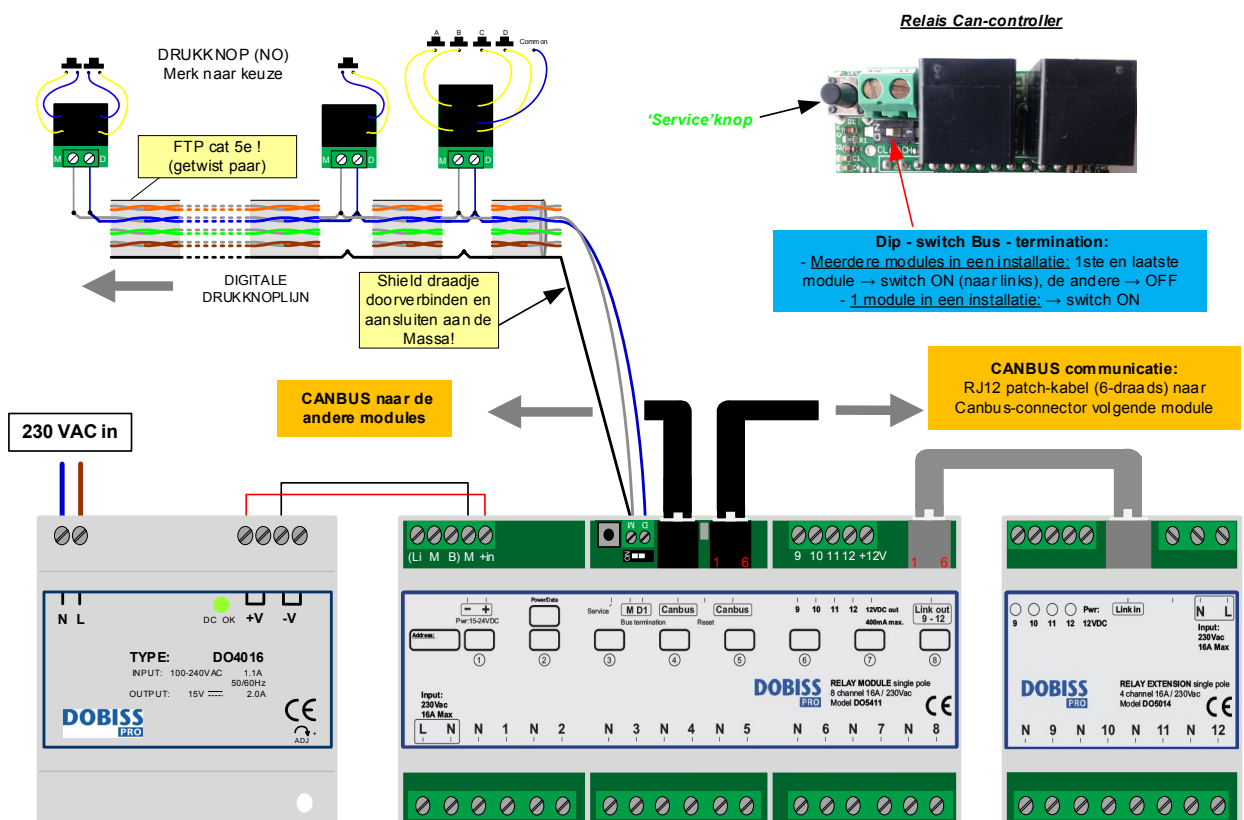 Relais Can-controller
A B C D Common
DRUKKNOP (NO)
Merk naar keuze
'Service'knop
M D
M D
M D
FTP cat 5e !
(getwist paar)
Dip - switch Bus - termination:
- Meerdere modules in een installatie: 1ste en laatste
module → switch ON (naar links), de andere → OFF
- 1 module in een installatie: → switch ON
DIGITALE
DRUKKNOPLIJN
Shield draadje
doorverbinden en
aansluiten aan de
Massa!
CANBUS naar de
andere modules
CANBUS communicatie:
RJ12 patch-kabel (6-draads) naar
Canbus-connector volgende module
230 VAC in
(Li M B) M +in
M D
ON
1 6
9 10 11 12 +12V
1 6
N L
DC OK +V -V
TYPE: DO4016
INPUT: 100-240VAC 1.1A
50/60Hz
OUTPUT: 15V 2.0A
DOBISS
PRO
CE
ADJ +
- +
Pwr:15-24VDC
Power/Data
Address:
Service
M D1
Bus termination
Canbus
Reset
Canbus
9 10 11 12 12VDC out
400mA max.
Link out
9 - 12
1 2 3 4 5 6 7 8
Input:
230Vac
16A Max
DOBISS
PRO
RELAY MODULE single pole
8 channel 16A / 230Vac
Model DO5411
CE
L N N 1 N 2 N 3 N 4 N 5 N 6 N 7 N 8
9 10 11 12
Pwr:
12VDC
Link in
N L
Input:
230Vac
16A Max
DOBISS
PRO
RELAY EXTENSION single pole
4 channel 16A / 230Vac
Model DO5014
CE
N 9 N 10 N 11 N 12